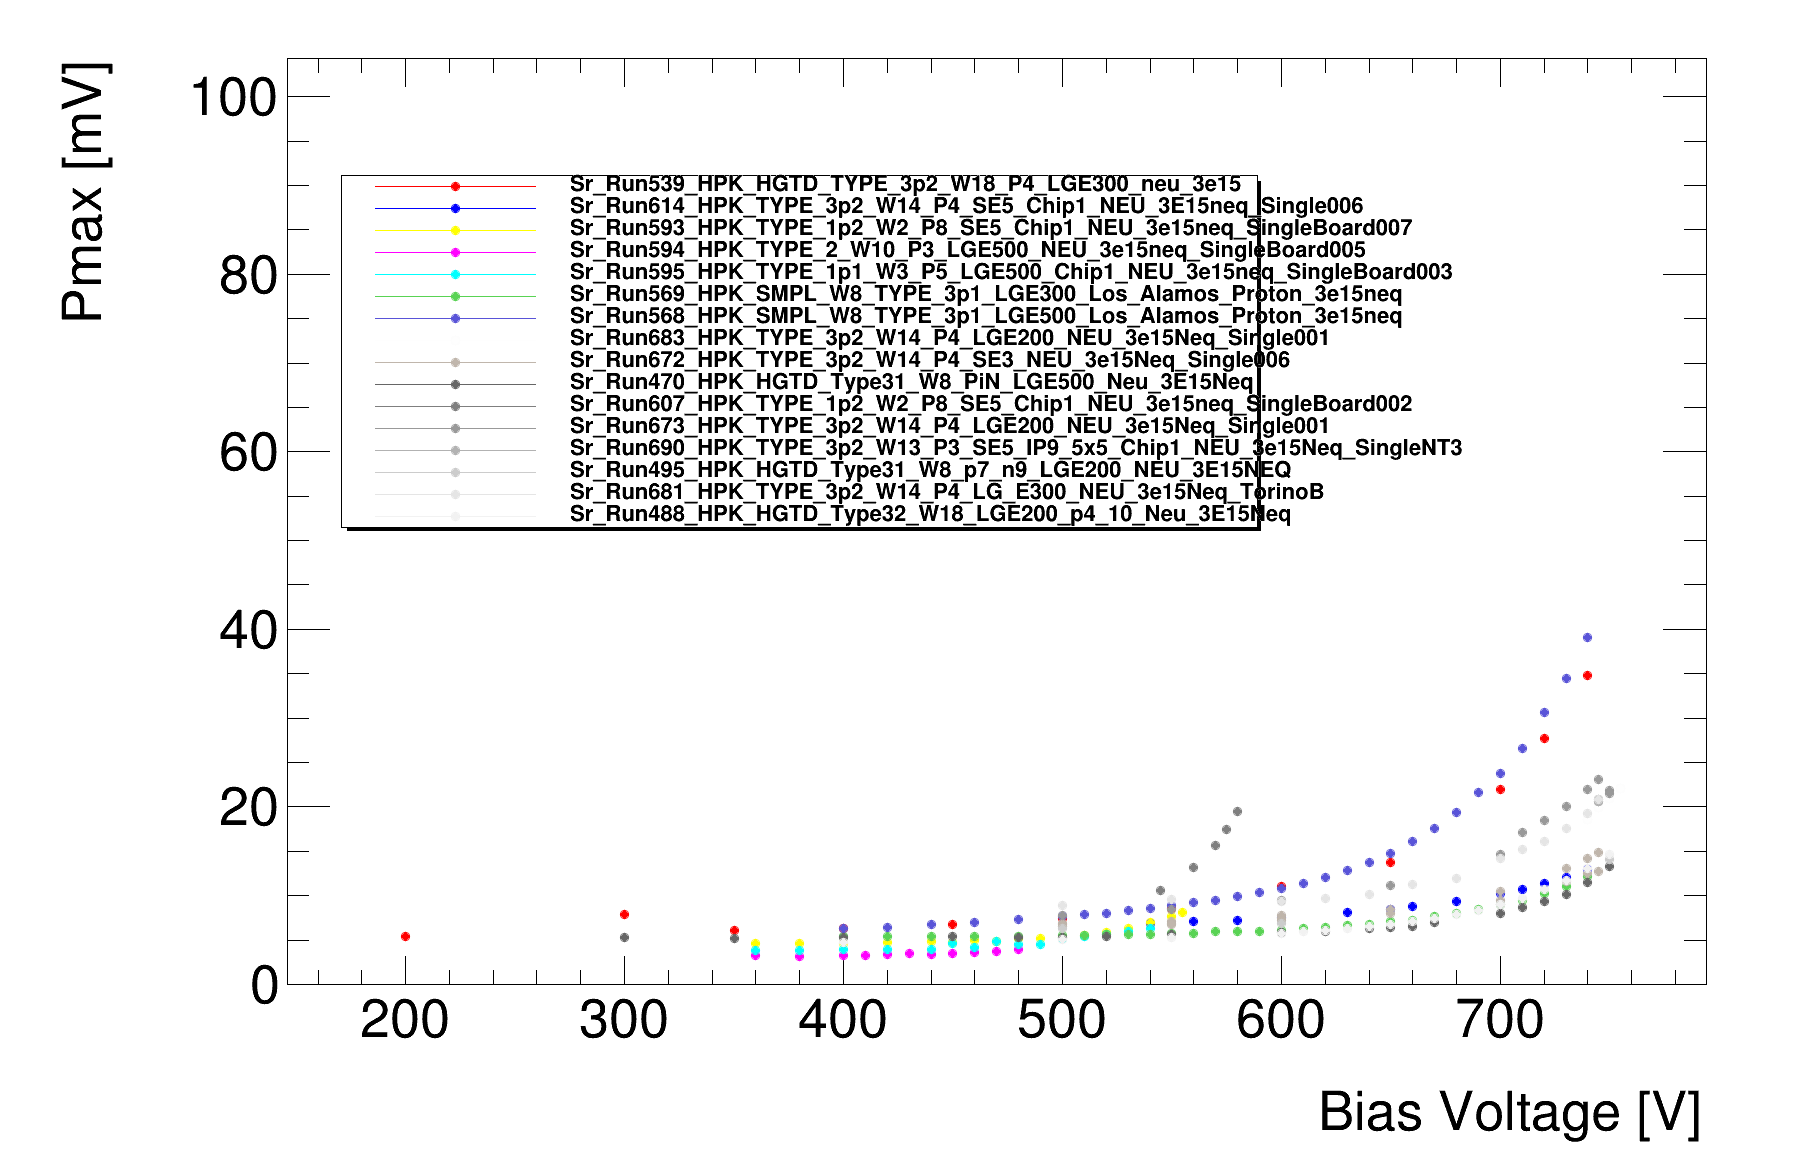 Pmax [mV]
100
80
60
40
20
0
Sr_Run539_HPK_HGTD_TYPE_3p2_W18_P4_LGE300_neu_3e15
Sr_Run614_HPK_TYPE_3p2_W14_P4_SE5_Chip1_NEU_3E15neq_Single006
Sr_Run593_HPK_TYPE_1p2_W2_P8_SE5_Chip1_NEU_3e15neq_SingleBoard007
Sr_Run594_HPK_TYPE_2_W10_P3_LGE500_NEU_3e15neq_SingleBoard005
Sr_Run595_HPK_TYPE_1p1_W3_P5_LGE500_Chip1_NEU_3e15neq_SingleBoard003
Sr_Run569_HPK_SMPL_W8_TYPE_3p1_LGE300_Los_Alamos_Proton_3e15neq
Sr_Run568_HPK_SMPL_W8_TYPE_3p1_LGE500_Los_Alamos_Proton_3e15neq
Sr_Run683_HPK_TYPE_3p2_W14_P4_LGE200_NEU_3e15Neq_Single001
Sr_Run672_HPK_TYPE_3p2_W14_P4_SE3_NEU_3e15Neq_Single006
Sr_Run470_HPK_HGTD_Type31_W8_PiN_LGE500_Neu_3E15Neq
Sr_Run607_HPK_TYPE_1p2_W2_P8_SE5_Chip1_NEU_3e15neq_SingleBoard002
Sr_Run673_HPK_TYPE_3p2_W14_P4_LGE200_NEU_3e15Neq_Single001
Sr_Run690_HPK_TYPE_3p2_W13_P3_SE5_IP9_5x5_Chip1_NEU_3e15Neq_SingleNT3
Sr_Run495_HPK_HGTD_Type31_W8_p7_n9_LGE200_NEU_3E15NEQ
Sr_Run681_HPK_TYPE_3p2_W14_P4_LG_E300_NEU_3e15Neq_TorinoB
Sr_Run488_HPK_HGTD_Type32_W18_LGE200_p4_10_Neu_3E15Neq
200 300 400 500 600 700
Bias Voltage [V]